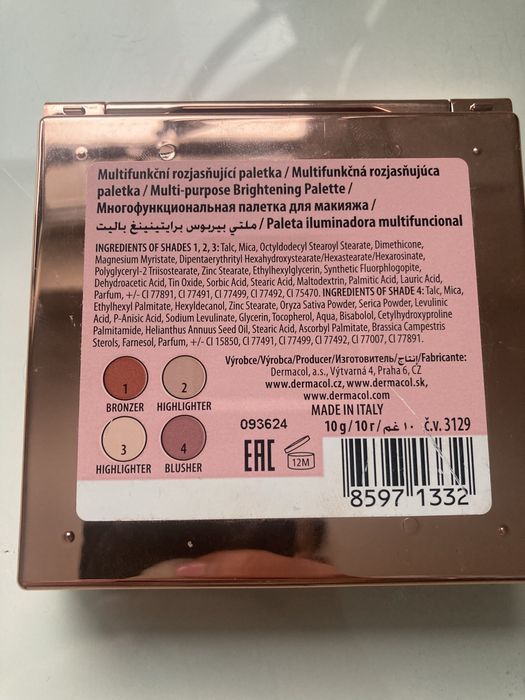 Multifunkční rozjasňující paletka / Multifunkčná rozjasňujúca
paletka / Multi-purpose Brightening Palette /
Многофункциональная палетка для макияжа /
ملتي بيربوس برايتينينغ باليت / Paleta iluminadora multifuncional
INGREDIENTS OF SHADES 1, 2, 3: Talc, Mica, Octyldodecyl Stearoyl Stearate, Dimethicone,
Magnesium Myristate, Dipentaerythrityl Hexahydroxystearate/Hexastearate/Hexarosinate,
Polyglyceryl-2 Triisostearate, Zinc Stearate, Ethylhexylglycerin, Synthetic Fluorphlogopite,
Dehydroacetic Acid, Tin Oxide, Sorbic Acid, Stearic Acid, Maltodextrin, Palmitic Acid, Lauric Acid,
Parfum, +/- CI 77891, CI 77491, CI 77499, CI 77492, CI 75470. INGREDIENTS OF SHADE 4: Talc, Mica,
Ethylhexyl Palmitate, Hexyldecanol, Zinc Stearate, Oryza Sativa Powder, Serica Powder, Levulinic
Acid, P-Anisic Acid, Sodium Levulinate, Glycerin, Tocopherol, Aqua, Bisabolol, Cetylhydroxyproline
Palmitamide, Helianthus Annuus Seed Oil, Stearic Acid, Ascorbyl Palmitate, Brassica Campestris
Sterols, Farnesol, Parfum, +/- CI 15850, CI 77491, CI 77499, CI 77492, CI 77007, CI 77891.
Výrobce/Výrobca/Producer/Изготовитель/إنتاج/Fabricante:
Dermacol, a.s., Výtvarná 4, Praha 6, CZ
www.dermacol.cz, www.dermacol.sk,
www.dermacol.com
MADE IN ITALY
1 BRONZER
2 HIGHLIGHTER
3 HIGHLIGHTER
4 BLUSHER
093624
10 g / 10 г / ١٠ غم č.v. 3129
EAC
12M
8597 1332